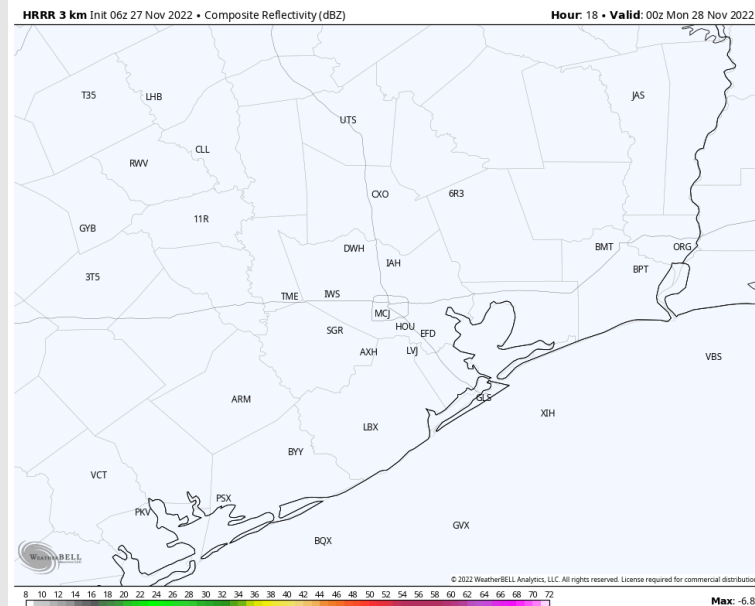 HRRR 3 km Init 06z 27 Nov 2022 • Composite Reflectivity (dBZ) Hour: 18 • Valid: 00z Mon 28 Nov 2022
T35 LHB JAS
UTS
CLL
RWV
CXO 6R3
11R
GYB
DWH BMT ORG
IAH BPT
3T5
TME IWS
MCJ
SGR HOU EFD
AXH LVJ VBS
ARM GLS
XIH
LBX
BYY
VCT
PSX
PKV GVX
BQX
WEATHERBELL
© 2022 WeatherBELL Analytics, LLC. All rights reserved. License required for commercial distribution
8 10 12 14 16 18 20 22 24 26 28 30 32 34 36 38 40 42 44 46 48 50 52 54 56 58 60 62 64 66 68 70 72 Max: -6.8